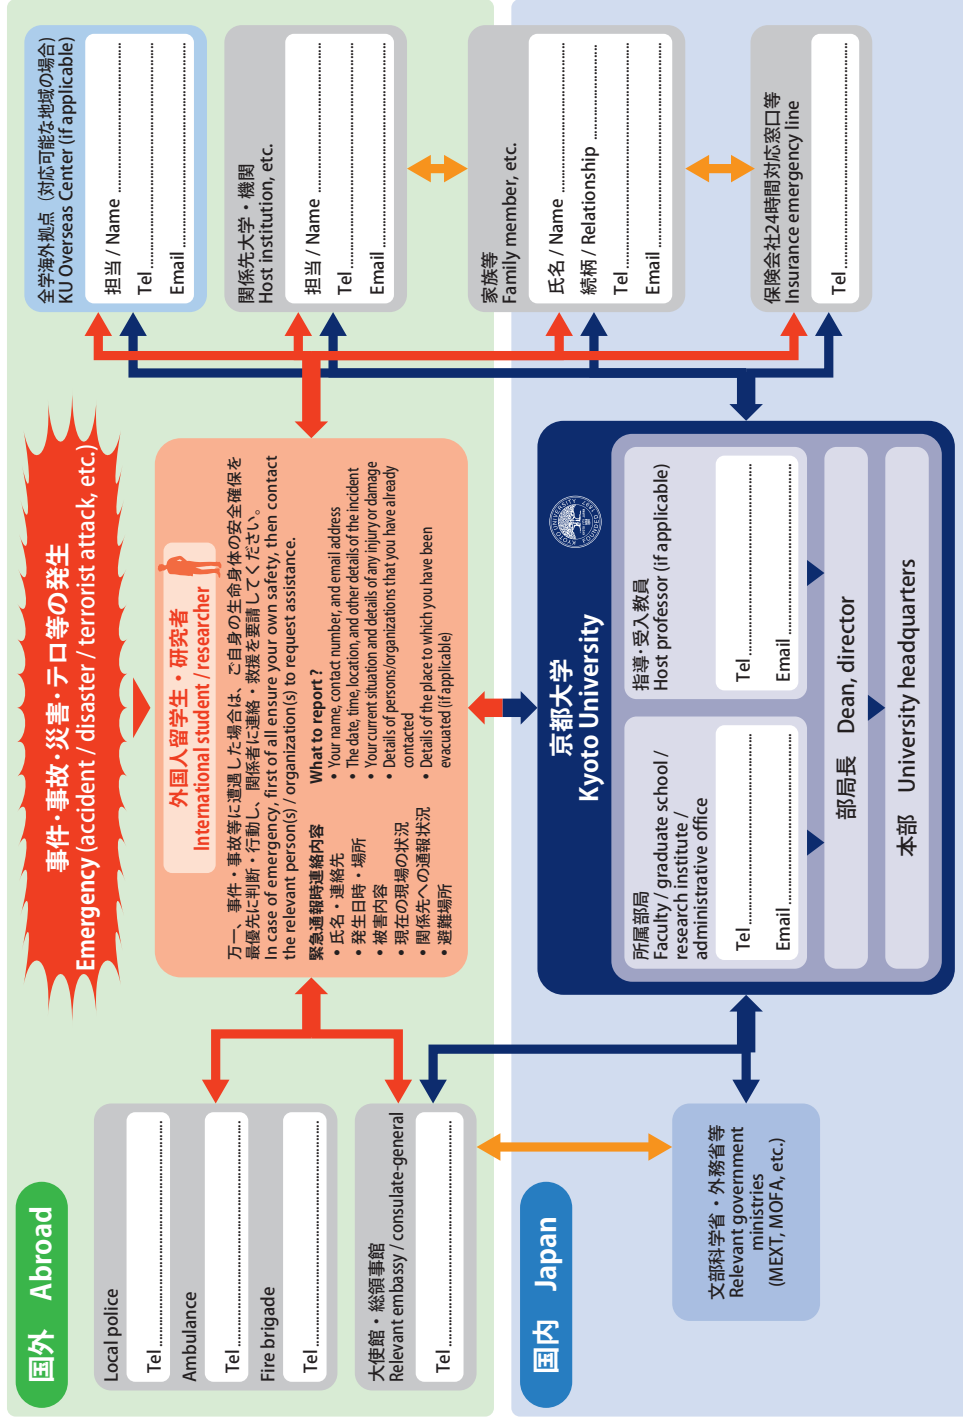 国外 Abroad
事件・事故・災害・テロ等の発生
Emergency (accident / disaster / terrorist attack, etc.)
Local police
Tel
Ambulance
Tel
Fire brigade
Tel
大使館・総領事館
Relevant embassy / consulate-general
Tel
外国人留学生・研究者
International student / researcher
万一、事件・事故等に遭遇した場合は、ご自身の生命身体の安全確保を
最優先に判断・行動し、関係者に連絡・救援を要請してください。
In case of emergency, first of all ensure your own safety, then contact
the relevant person(s) / organization(s) to request assistance.
緊急通報時連絡内容
• 氏名・連絡先
• 発生日時・場所
• 被害内容
• 現在の現場の状況
• 関係先への通報状況
• 避難場所
What to report ?
• Your name, contact number, and email address
• The date, time, location, and other details of the incident
• Your current situation and details of any injury or damage
• Details of persons/organizations that you have already
contacted
• Details of the place to which you have been
evacuated (if applicable)
全学海外拠点（対応可能な地域の場合）
KU Overseas Center (if applicable)
担当 / Name
Tel
Email
関係先大学・機関
Host institution, etc.
担当 / Name
Tel
Email
家族等
Family member, etc.
氏名 / Name
続柄 / Relationship
Tel
Email
保険会社24時間対応窓口等
Insurance emergency line
Tel
国内 Japan
文部科学省・外務省等
Relevant government
ministries
(MEXT, MOFA, etc.)
京都大学
Kyoto University
KYOTO UNIVERSITY
FOUNDED 1897
所属部局
Faculty / graduate school /
research institute /
administrative office
Tel
Email
指導・受入教員
Host professor (if applicable)
Tel
Email
部局長 Dean, director
本部 University headquarters